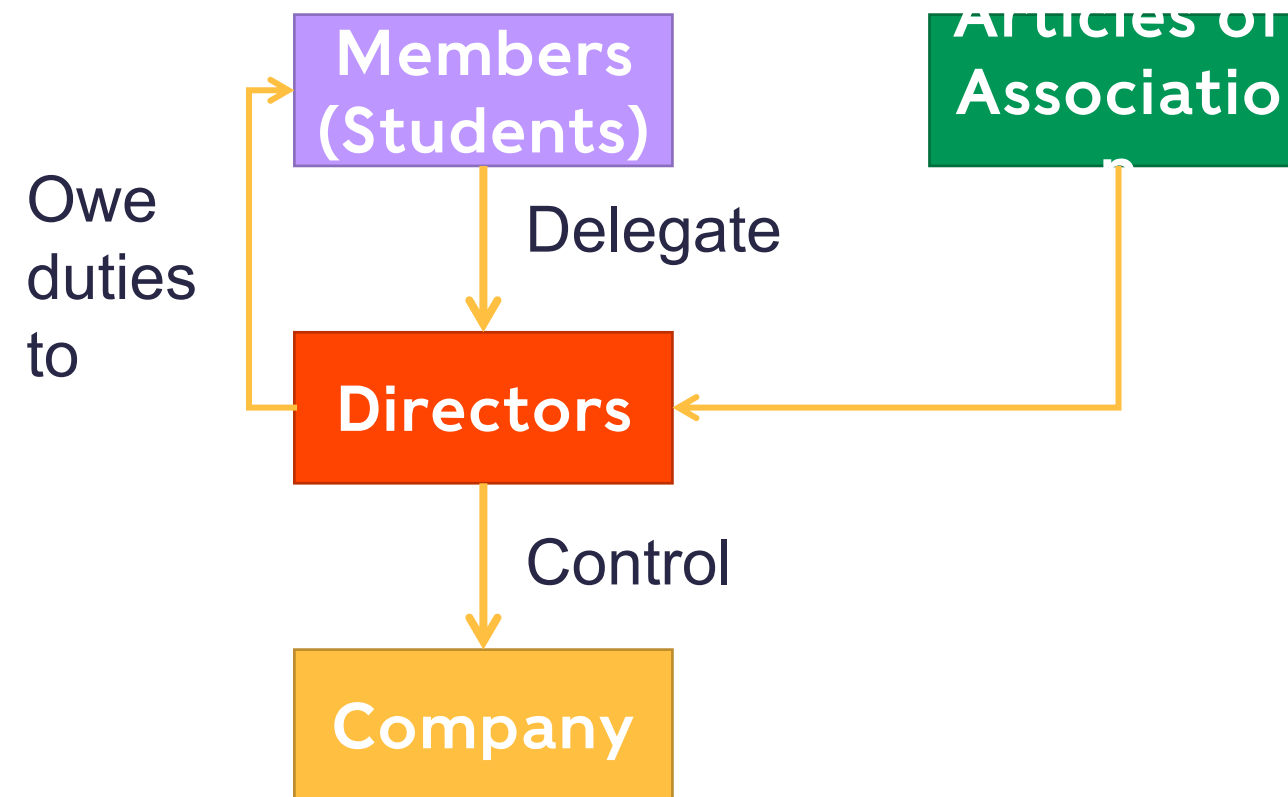 Members
(Students)
Articles of
Associatio
n
Owe
duties
to
Delegate
Directors
Control
Company